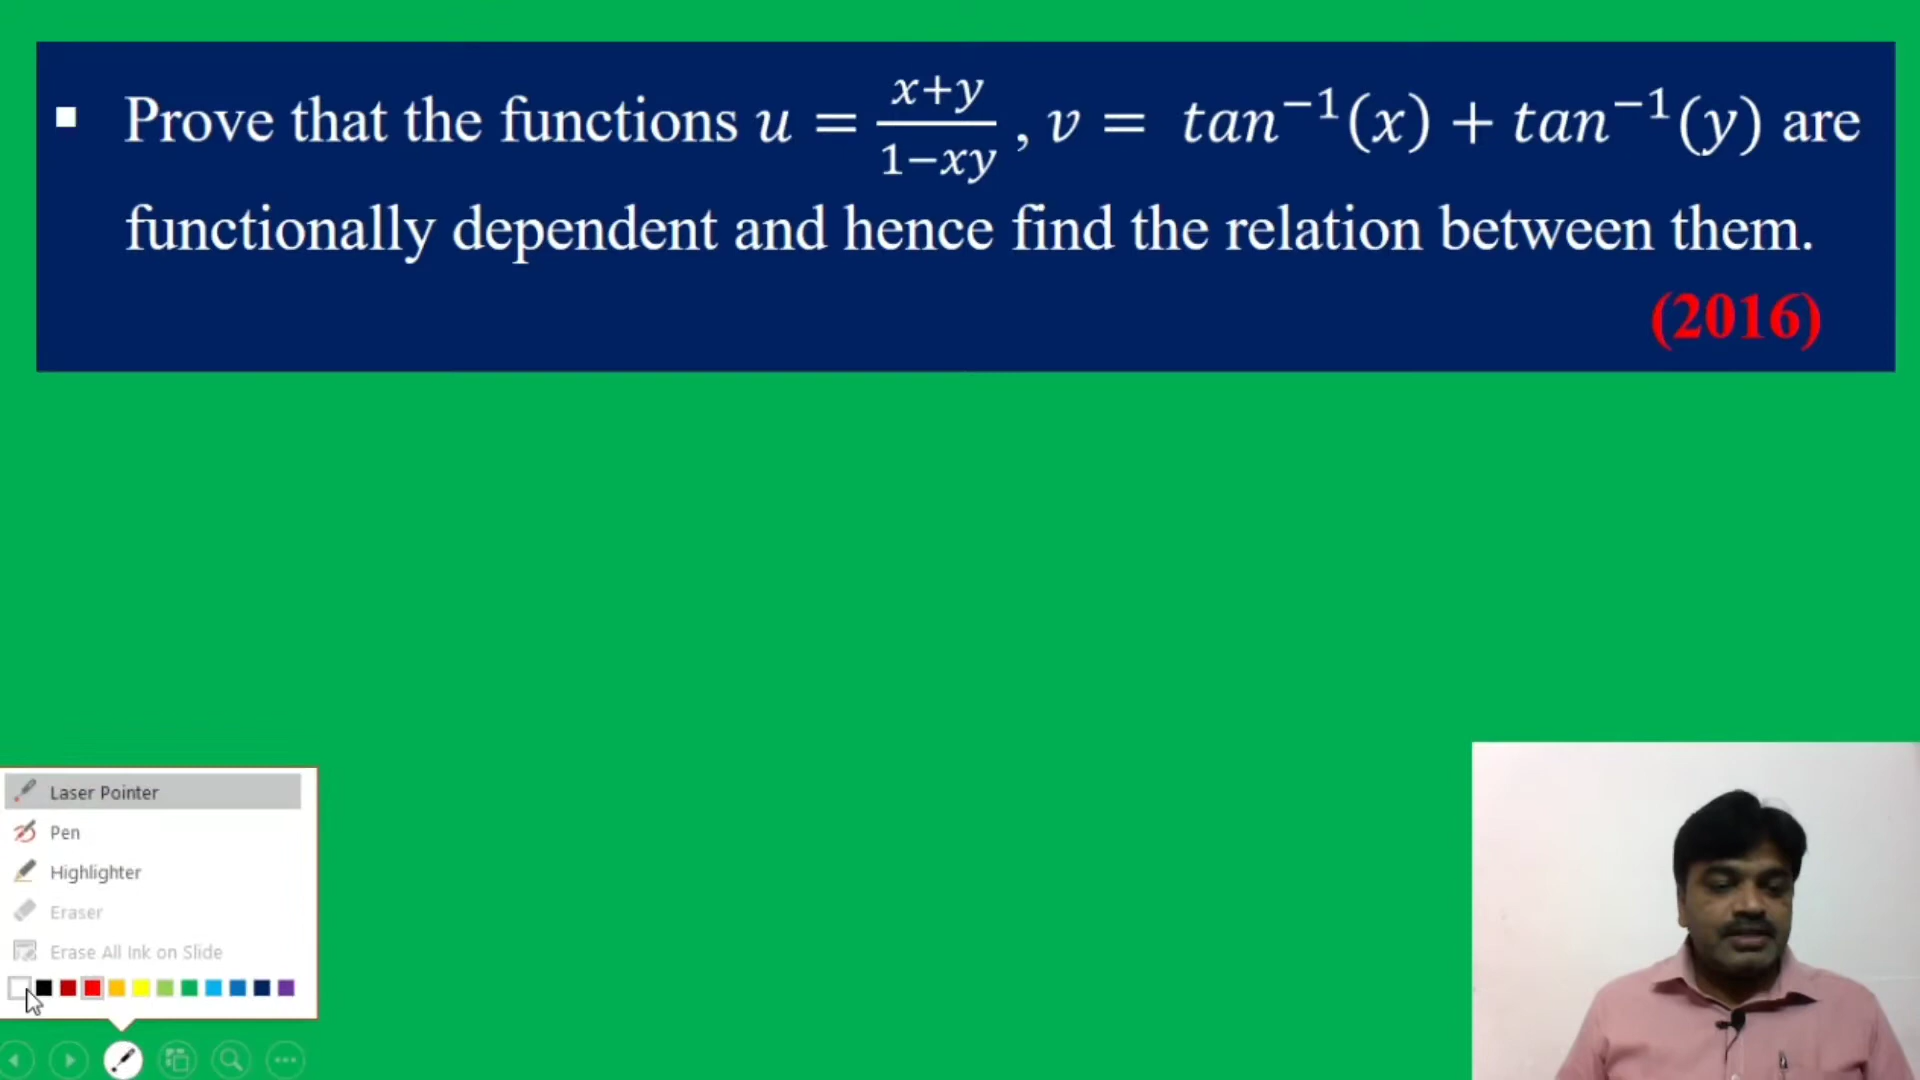 ▪ Prove that the functions u = \frac{x+y}{1−xy} , v = tan⁻¹(x) + tan⁻¹(y) are
functionally dependent and hence find the relation between them.
(2016)
Laser Pointer
Pen
Highlighter
Eraser
Erase All Ink on Slide